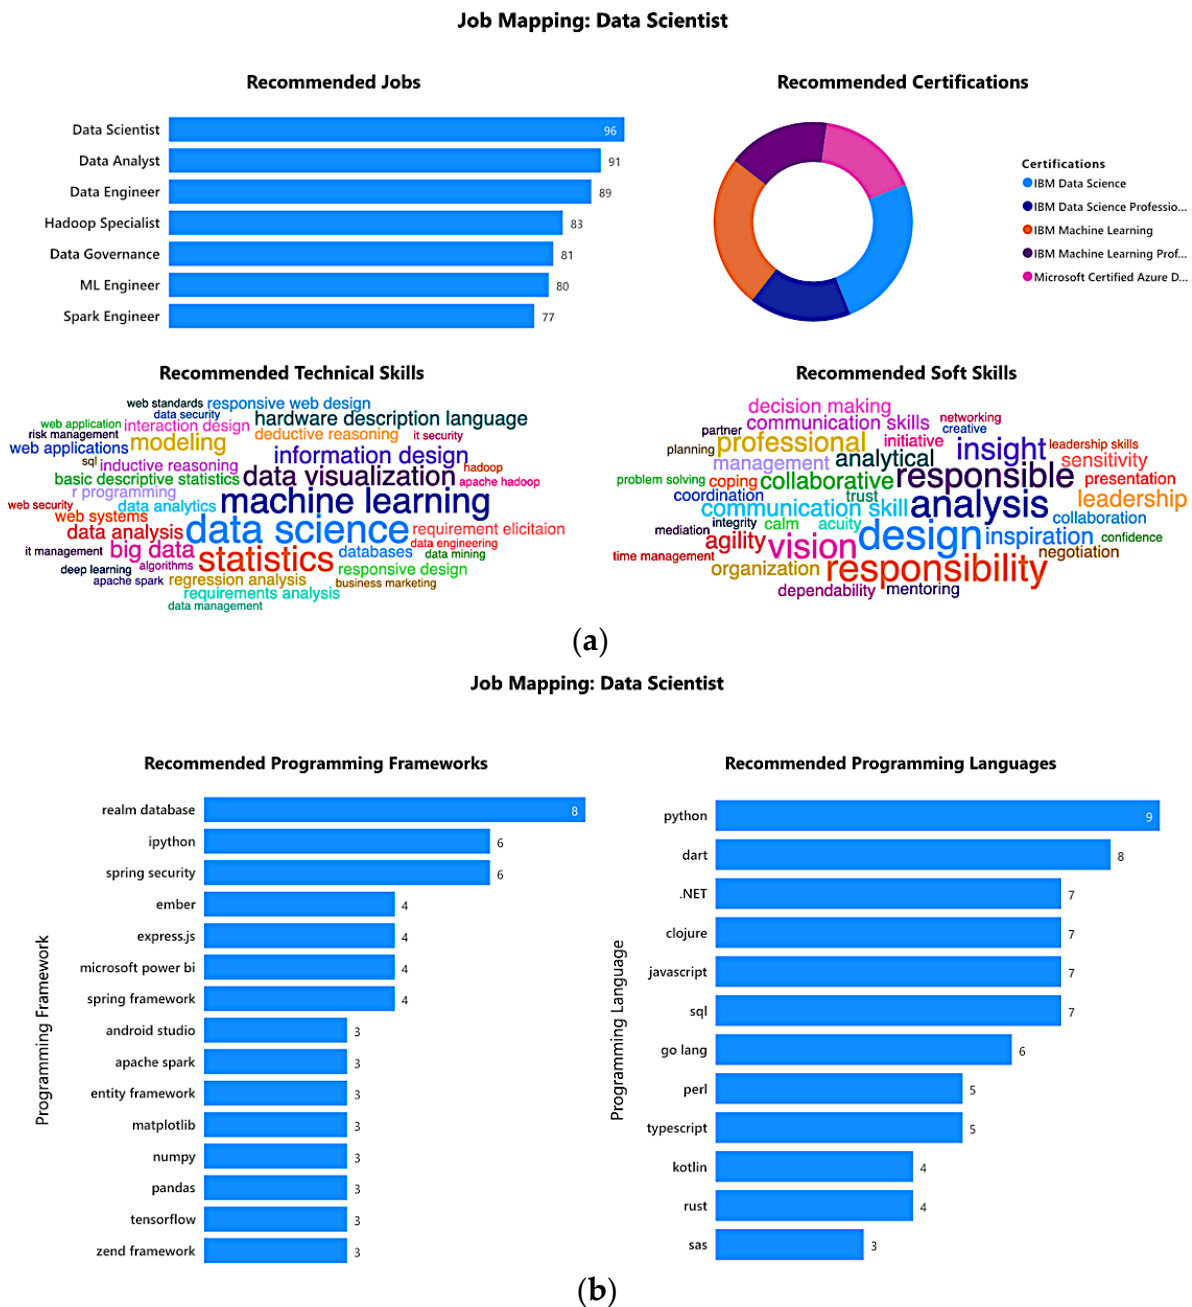 Job Mapping: Data Scientist
Recommended Jobs
Data Scientist 96
Data Analyst 91
Data Engineer 89
Hadoop Specialist 83
Data Governance 81
ML Engineer 80
Spark Engineer 77
Recommended Certifications
Certifications
IBM Data Science
IBM Data Science Professio...
IBM Machine Learning
IBM Machine Learning Prof...
Microsoft Certified Azure D...
Recommended Technical Skills
web standards responsive web design
data security
web application interaction design hardware description language
risk management modeling deductive reasoning it security
web applications information design
sql inductive reasoning data visualization hadoop
basic descriptive statistics apache hadoop
r programming machine learning
web security data analytics
web systems data science requirement elicitaion
data analysis data engineering
it management big data statistics databases data mining
deep learning algorithms responsive design
apache spark regression analysis business marketing
requirements analysis
data management
Recommended Soft Skills
decision making
communication skills networking
partner creative
planning professional initiative insight leadership skills
management analytical sensitivity
problem solving coping collaborative responsible presentation
coordination trust analysis leadership
communication skill collaboration
integrity calm acuity design inspiration
mediation agility vision confidence
time management negotiation
organization responsibility
dependability mentoring
(a)
Job Mapping: Data Scientist
Recommended Programming Frameworks
Programming Framework
realm database 8
ipython 6
spring security 6
ember 4
express.js 4
microsoft power bi 4
spring framework 4
android studio 3
apache spark 3
entity framework 3
matplotlib 3
numpy 3
pandas 3
tensorflow 3
zend framework 3
Recommended Programming Languages
Programming Language
python 9
dart 8
.NET 7
clojure 7
javascript 7
sql 7
go lang 6
perl 5
typescript 5
kotlin 4
rust 4
sas 3
(b)